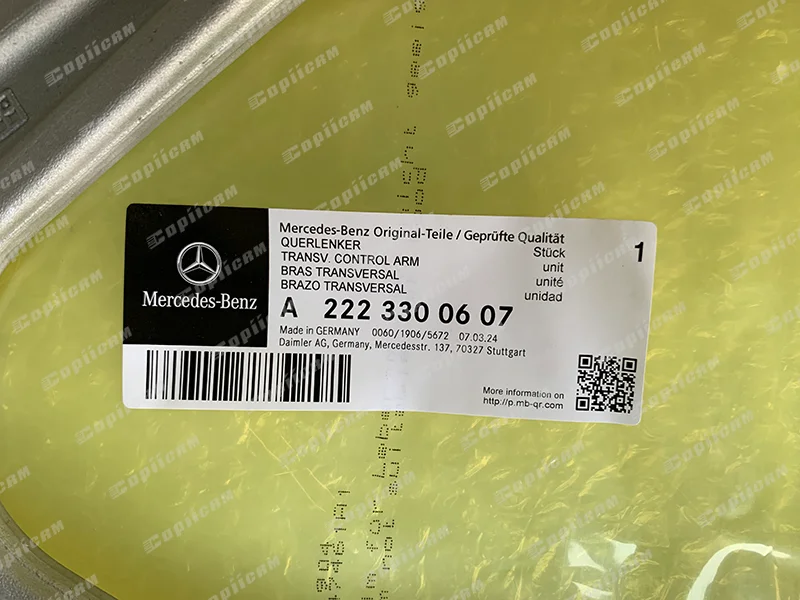 Mercedes-Benz Original-Teile / Geprüfte Qualität
QUERLENKER Stück 1
TRANSV. CONTROL ARM unit
BRAS TRANSVERSAL unité
BRAZO TRANSVERSAL unidad
Mercedes-Benz
A 222 330 06 07
Made in GERMANY 0060/1906/5672 07.03.24
Daimler AG, Germany, Mercedesstr. 137, 70327 Stuttgart
More information on
http://p.mb-qr.com
COPIICAM